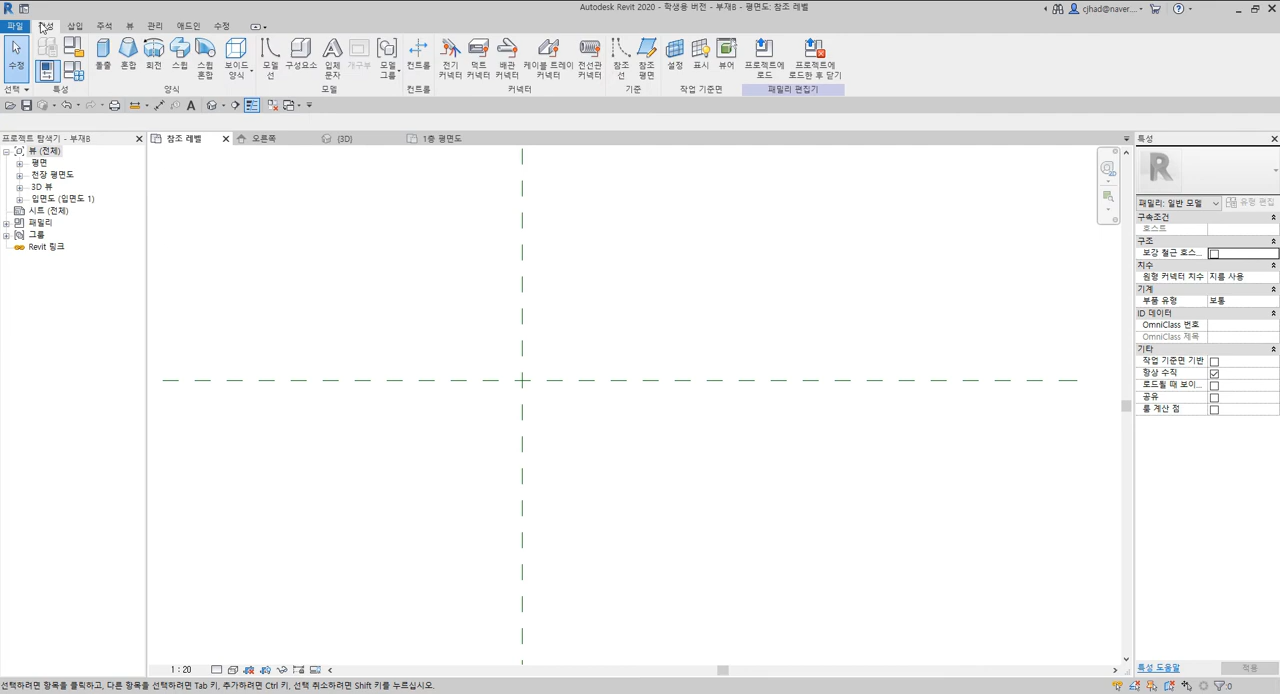 Autodesk Revit 2020 - 학생용 버전 - 부재B - 평면도: 참조 레벨
cjhad@naver....
파일 삽입 주석 뷰 관리 애드인 수정
수정 돌출 혼합 회전 스윕 스윕 혼합 보이드 양식 모델 선 구성요소 입체 문자 개구부 모델 그룹 컨트롤 전기 커넥터 덕트 커넥터 배관 커넥터 케이블 트레이 커넥터 전선관 커넥터 참조 선 참조 평면 설정 표시 뷰어 프로젝트에 로드 프로젝트에 로드한 후 닫기
선택 특성 양식 모델 컨트롤 커넥터 기준 작업 기준면 패밀리 편집기
프로젝트 탐색기 - 부재B
참조 레벨 오른쪽 (3D) 1층 평면도
특성
뷰 (전체)
평면
천장 평면도
3D 뷰
입면도 (입면도 1)
시트 (전체)
패밀리
그룹
Revit 링크
패밀리: 일반 모델 유형 편집
구속조건
호스트
구조
보강 철근 호스...
치수
원형 커넥터 치수 지름 사용
기계
부품 유형 보통
ID 데이터
OmniClass 번호
OmniClass 제목
기타
작업 기준면 기반
항상 수직
로드될 때 보이...
공유
룸 계산 점
특성 도움말 적용
1 : 20
선택하려면 항목을 클릭하고, 다른 항목을 선택하려면 Tab 키, 추가하려면 Ctrl 키, 선택 취소하려면 Shift 키를 누르십시오.
:0